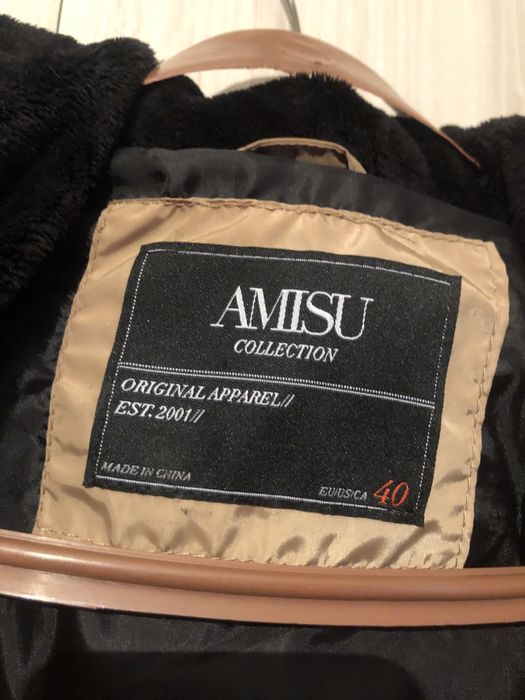 AMISU
COLLECTION
ORIGINAL APPAREL//
EST. 2001//
MADE IN CHINA
EU/US/CA 40